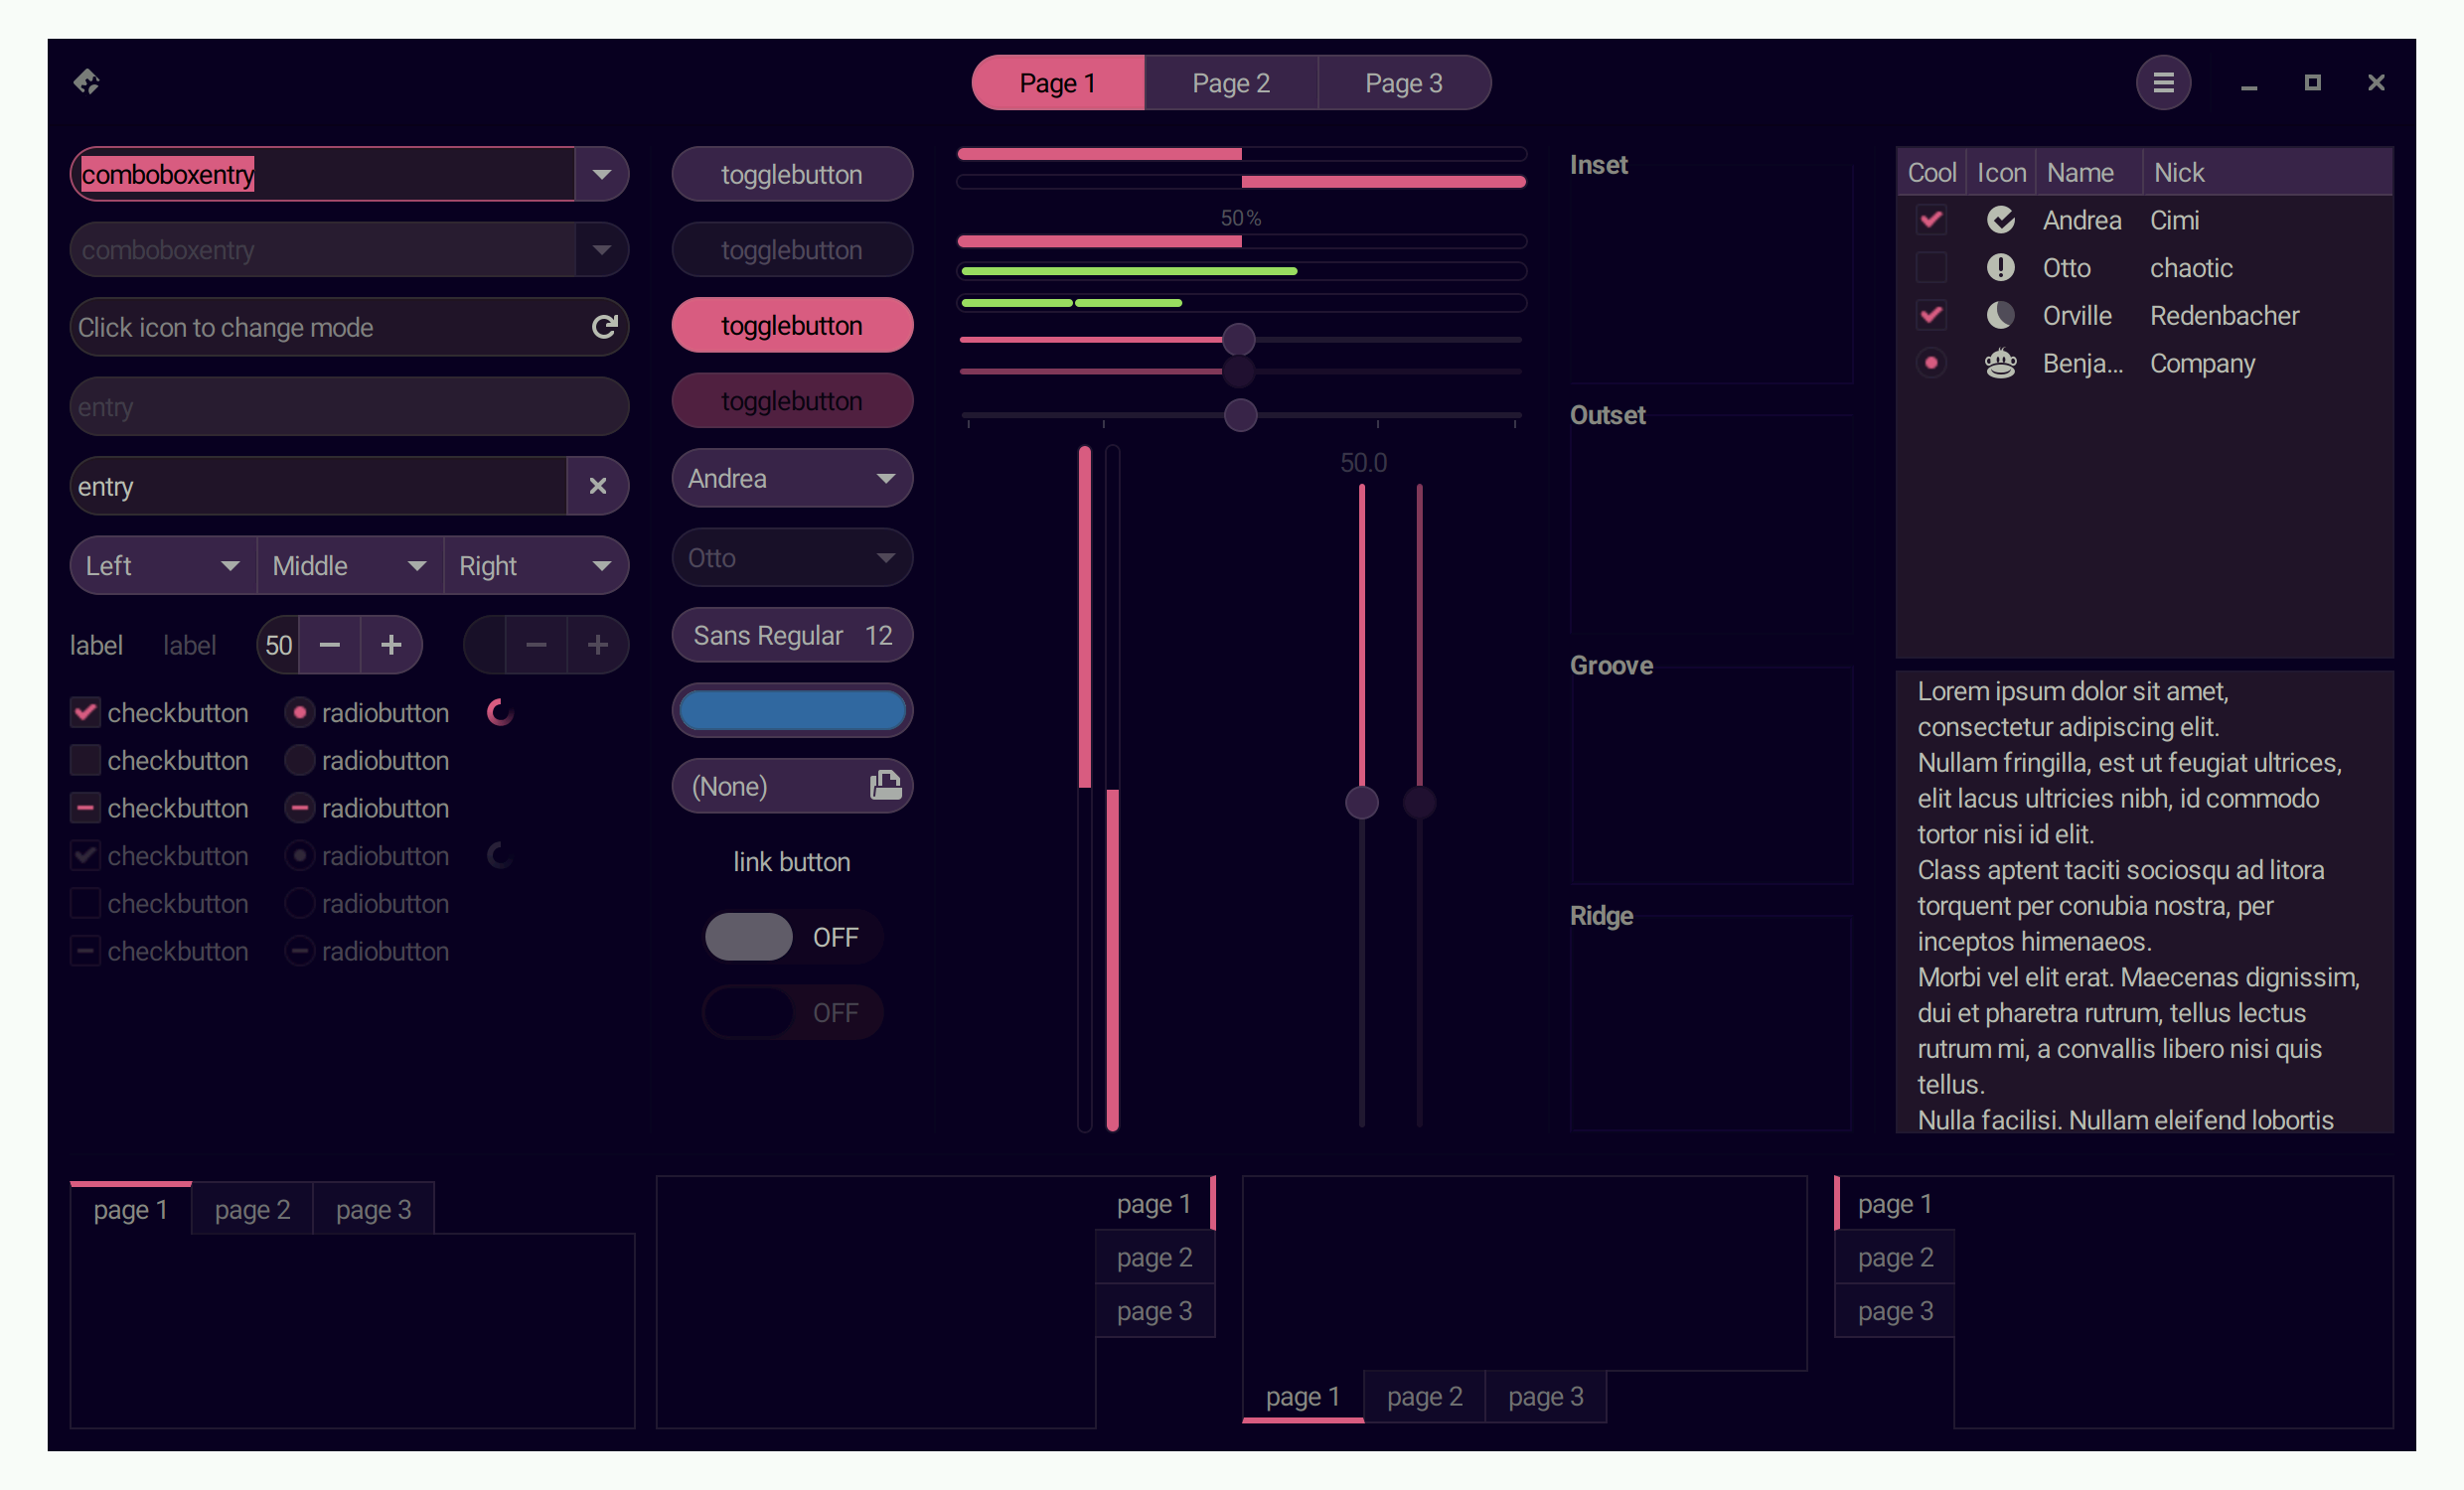 Page 1
Page 2
Page 3
comboboxentry
comboboxentry
Click icon to change mode
entry
entry
Left
Middle
Right
label
label
50
checkbutton
radiobutton
checkbutton
radiobutton
checkbutton
radiobutton
checkbutton
radiobutton
checkbutton
radiobutton
checkbutton
radiobutton
togglebutton
togglebutton
togglebutton
togglebutton
Andrea
Otto
Sans Regular 12
(None)
link button
OFF
OFF
50%
50.0
Inset
Outset
Groove
Ridge
Cool Icon Name Nick
Andrea Cimi
Otto chaotic
Orville Redenbacher
Benja... Company
Lorem ipsum dolor sit amet,
consectetur adipiscing elit.
Nullam fringilla, est ut feugiat ultrices,
elit lacus ultricies nibh, id commodo
tortor nisi id elit.
Class aptent taciti sociosqu ad litora
torquent per conubia nostra, per
inceptos himenaeos.
Morbi vel elit erat. Maecenas dignissim,
dui et pharetra rutrum, tellus lectus
rutrum mi, a convallis libero nisi quis
tellus.
Nulla facilisi. Nullam eleifend lobortis
page 1
page 2
page 3
page 1
page 2
page 3
page 1
page 2
page 3
page 1
page 2
page 3